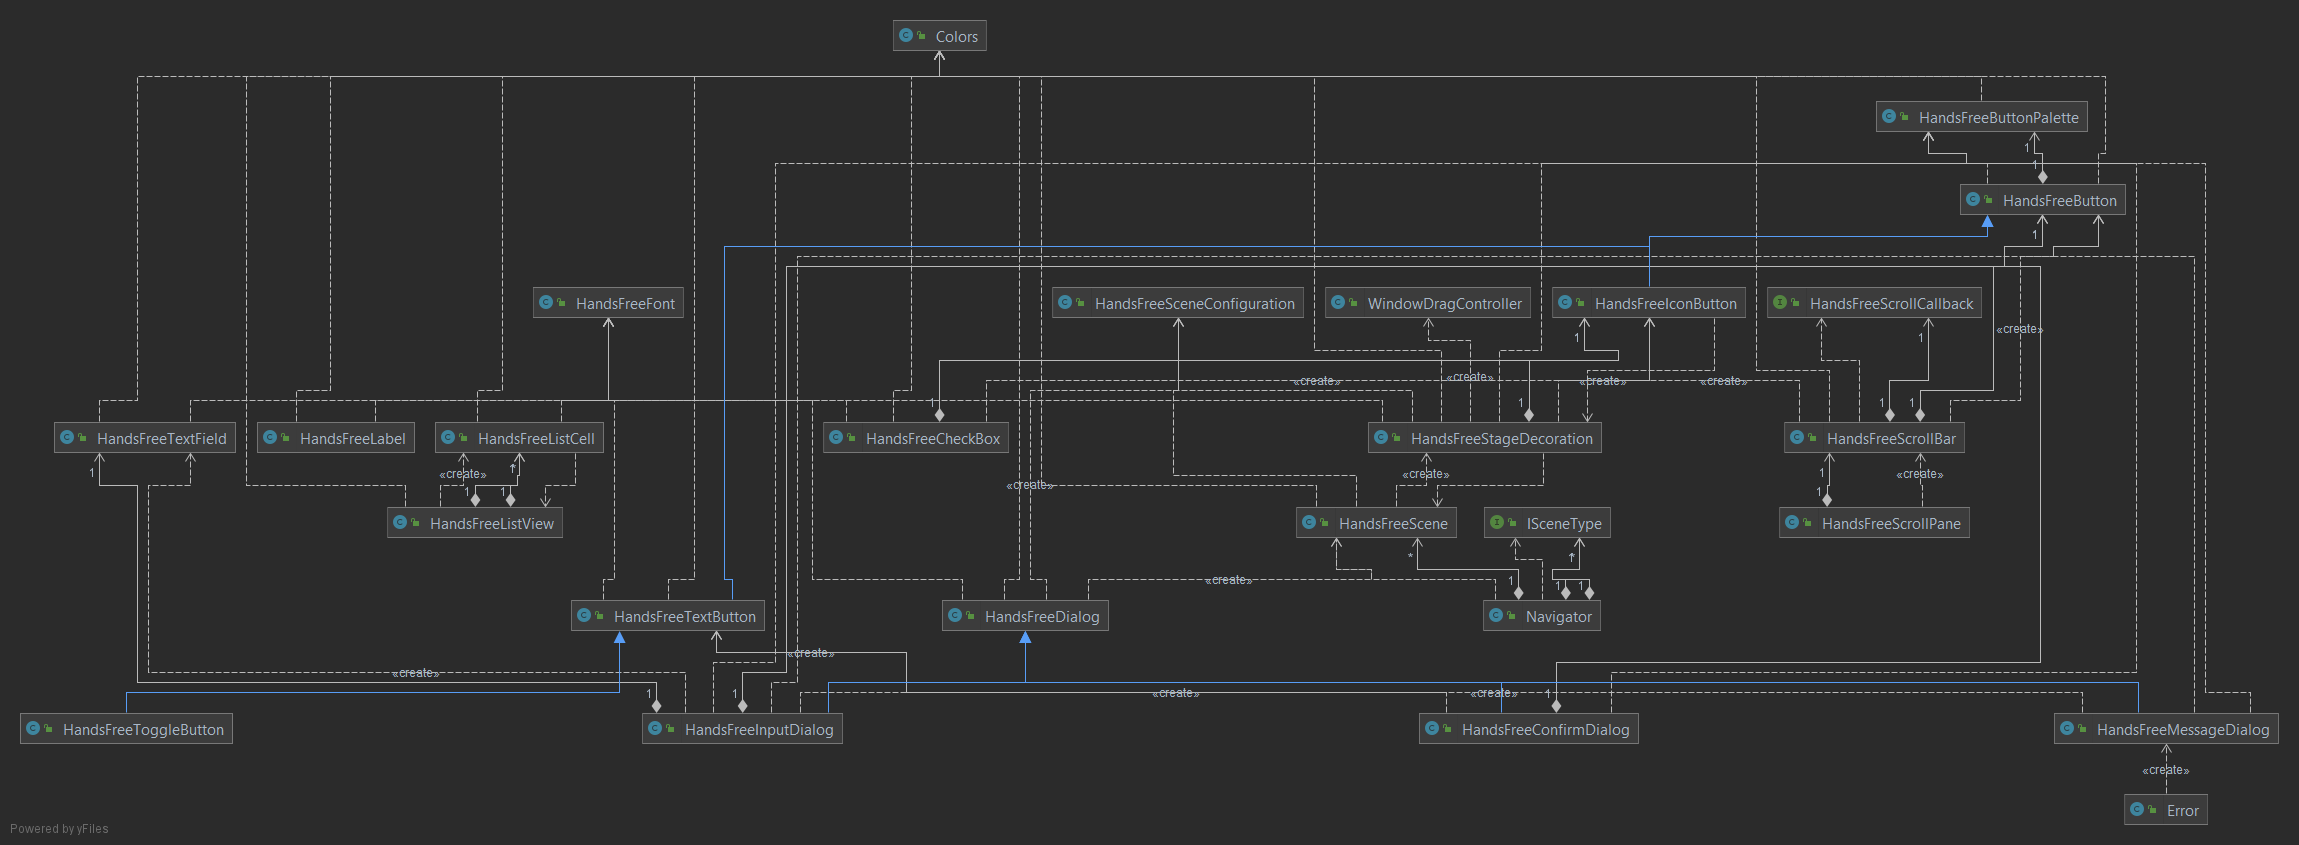 Colors
HandsFreeButtonPalette
1
1
HandsFreeButton
1
HandsFreeFont
HandsFreeSceneConfiguration
WindowDragController
HandsFreeIconButton
HandsFreeScrollCallback
«create»
1
1
«create»
«create»
«create»
«create»
1
1
1
1
HandsFreeTextField
HandsFreeLabel
HandsFreeListCell
HandsFreeCheckBox
HandsFreeStageDecoration
HandsFreeScrollBar
1
«create»
*
«create»
1
«create»
«create»
1
1
1
HandsFreeListView
HandsFreeScene
ISceneType
HandsFreeScrollPane
*
*
«create»
1
1
1
HandsFreeTextButton
HandsFreeDialog
Navigator
«create»
«create»
1
1
«create»
«create»
1
HandsFreeToggleButton
HandsFreeInputDialog
HandsFreeConfirmDialog
HandsFreeMessageDialog
«create»
Error
Powered by yFiles